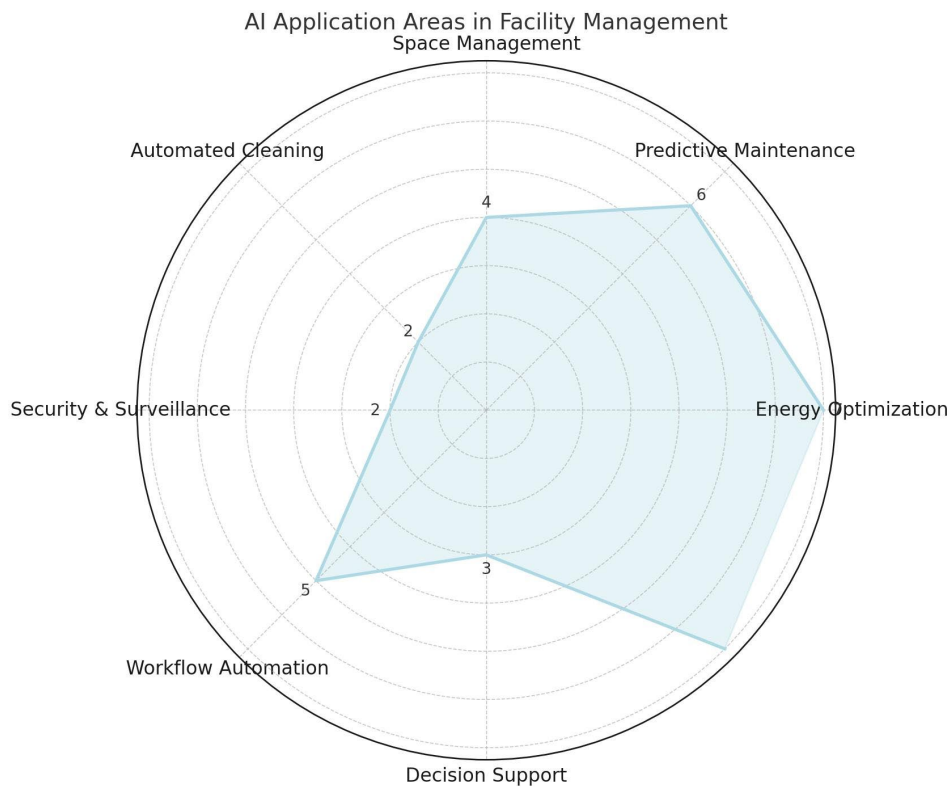 AI Application Areas in Facility Management
Space Management
Automated Cleaning
Predictive Maintenance
6
4
2
Security & Surveillance
2
Energy Optimization
3
5
Workflow Automation
Decision Support